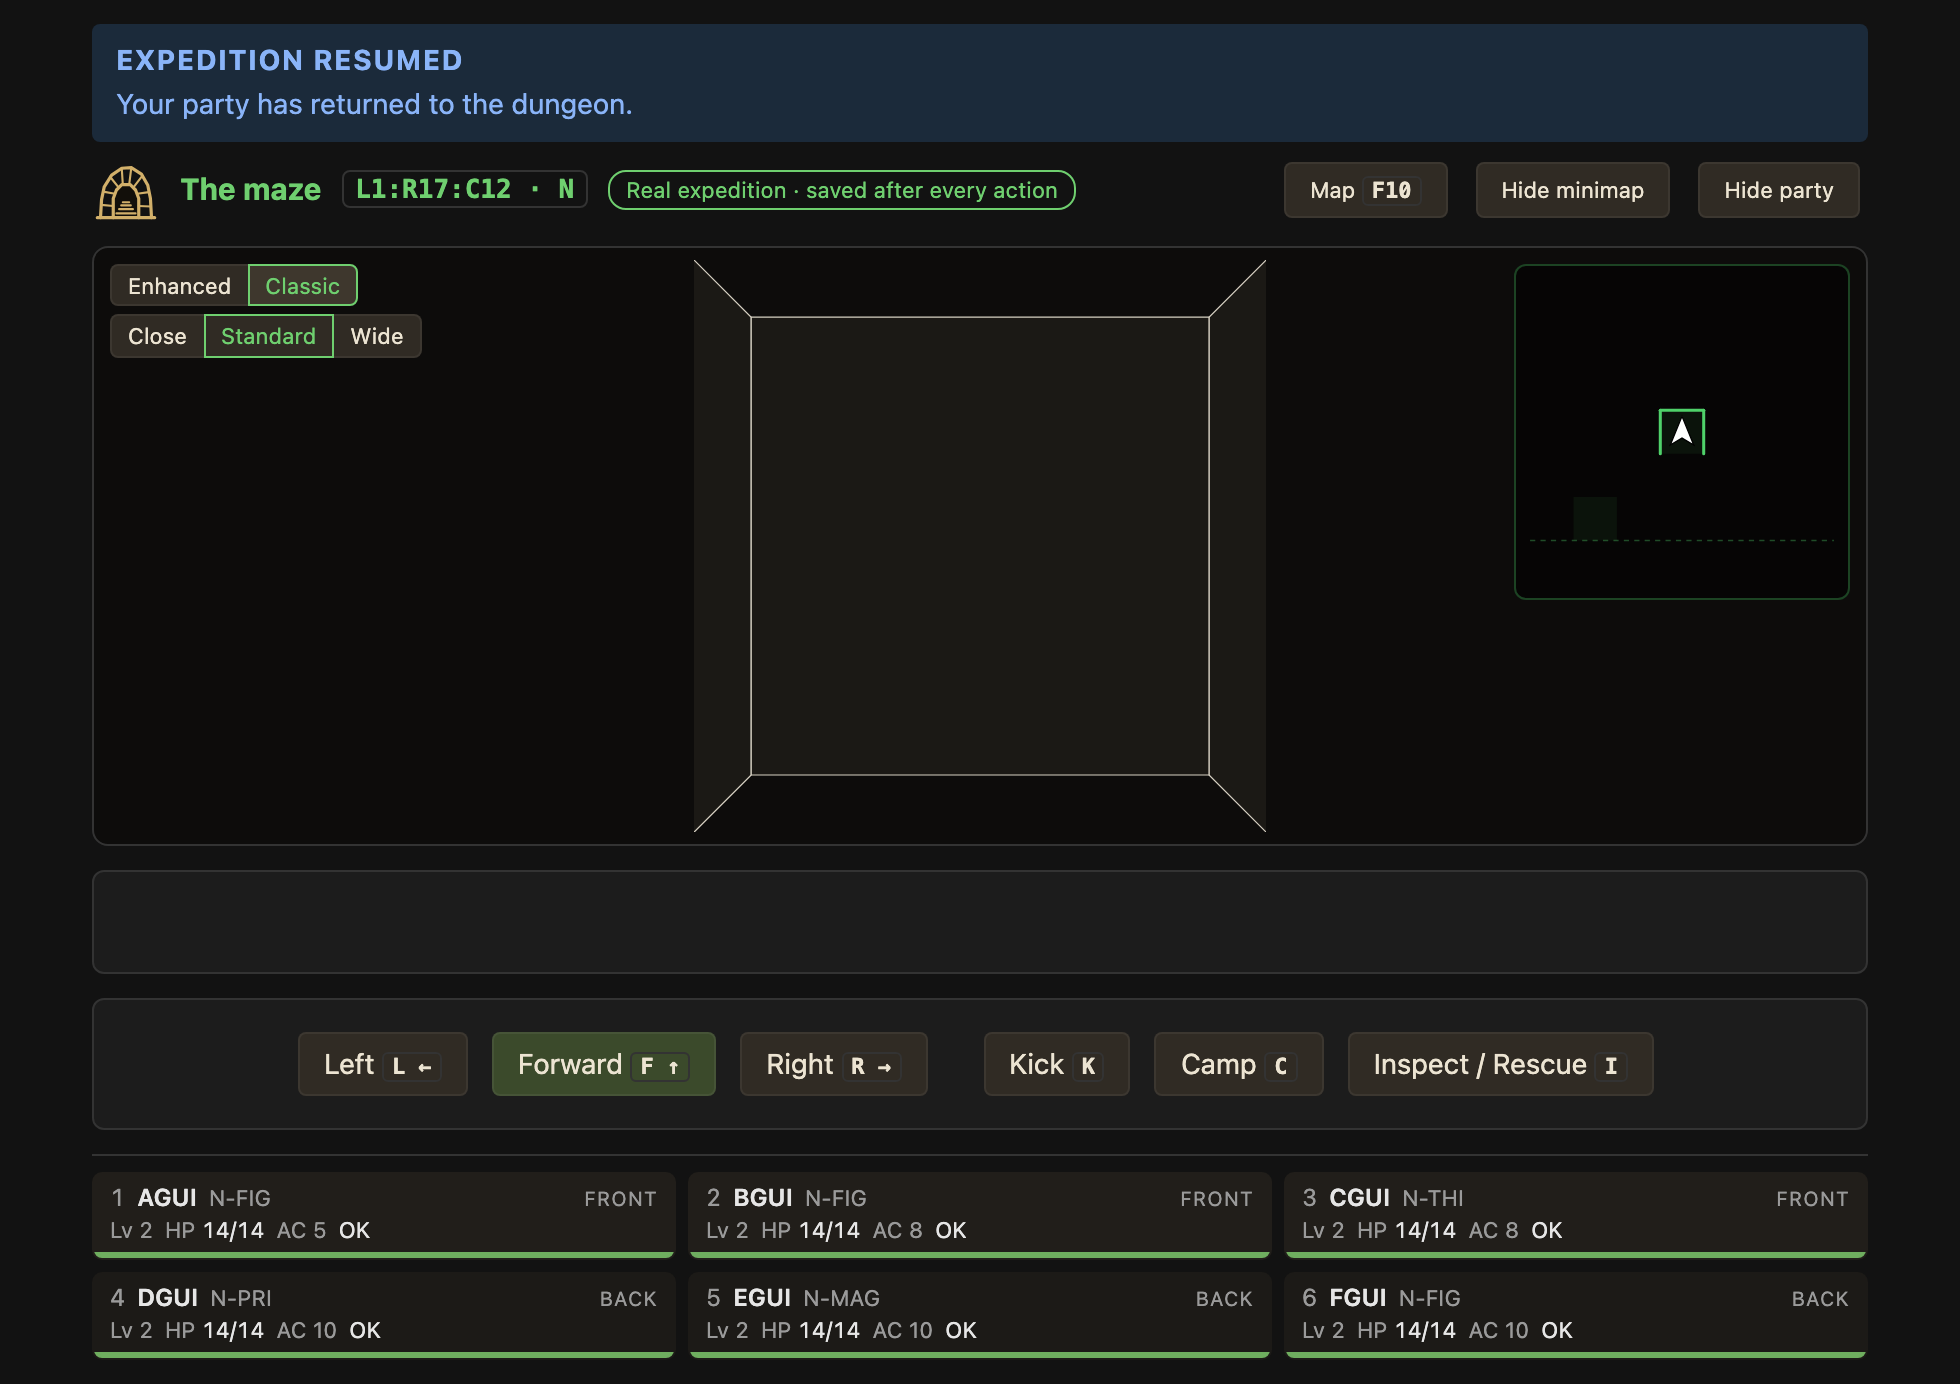 EXPEDITION RESUMED
Your party has returned to the dungeon.
The maze L1:R17:C12 · N Real expedition · saved after every action Map F10 Hide minimap Hide party
Enhanced Classic
Close Standard Wide
Left L ← Forward F ↑ Right R → Kick K Camp C Inspect / Rescue I
1 AGUI N-FIG FRONT
Lv 2 HP 14/14 AC 5 OK
2 BGUI N-FIG FRONT
Lv 2 HP 14/14 AC 8 OK
3 CGUI N-THI FRONT
Lv 2 HP 14/14 AC 8 OK
4 DGUI N-PRI BACK
Lv 2 HP 14/14 AC 10 OK
5 EGUI N-MAG BACK
Lv 2 HP 14/14 AC 10 OK
6 FGUI N-FIG BACK
Lv 2 HP 14/14 AC 10 OK